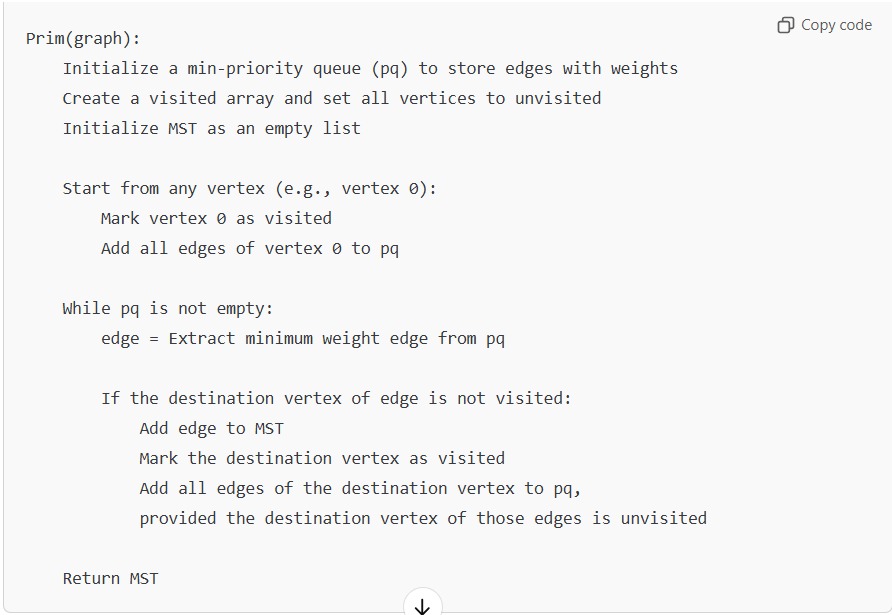 Copy code
Prim(graph):
    Initialize a min-priority queue (pq) to store edges with weights
    Create a visited array and set all vertices to unvisited
    Initialize MST as an empty list

    Start from any vertex (e.g., vertex 0):
        Mark vertex 0 as visited
        Add all edges of vertex 0 to pq

    While pq is not empty:
        edge = Extract minimum weight edge from pq

        If the destination vertex of edge is not visited:
            Add edge to MST
            Mark the destination vertex as visited
            Add all edges of the destination vertex to pq,
            provided the destination vertex of those edges is unvisited

    Return MST